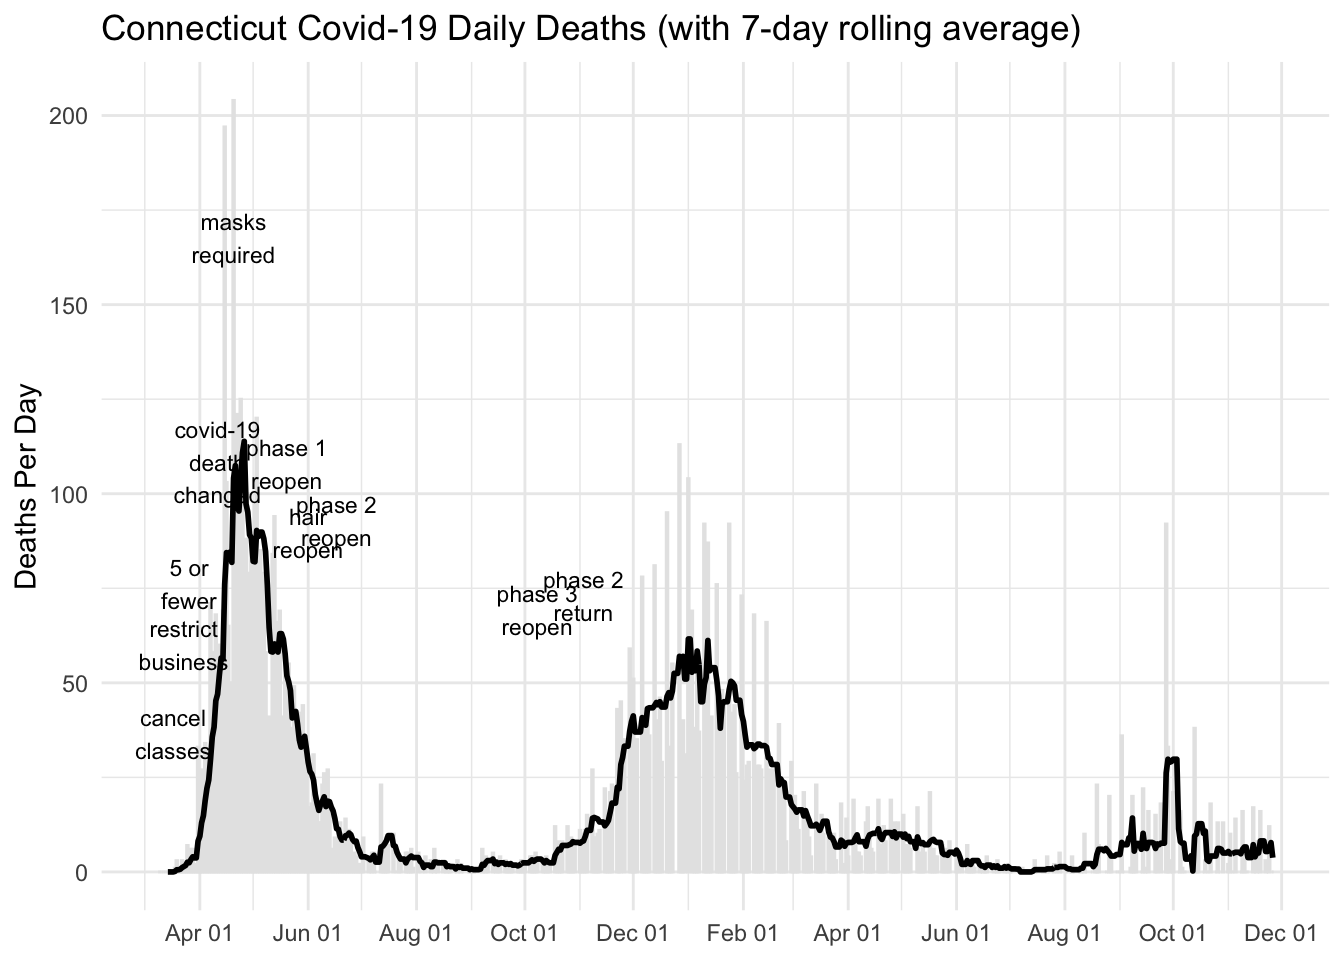 Connecticut Covid-19 Daily Deaths (with 7-day rolling average)
Deaths Per Day
200
150
100
50
0
masks
required
covid-19
death
changed
phase 1
reopen
phase 2
reopen
hair
reopen
5 or
fewer
restrict
business
cancel
classes
phase 3
reopen
phase 2
return
Apr 01
Jun 01
Aug 01
Oct 01
Dec 01
Feb 01
Apr 01
Jun 01
Aug 01
Oct 01
Dec 01